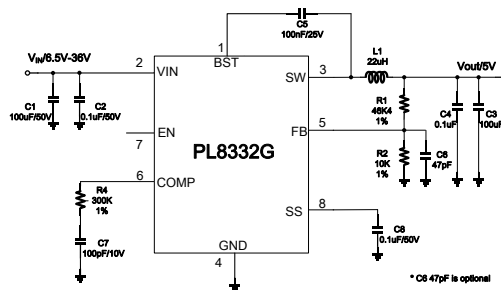 C5
100nF/25V
L1
22uH
VIN/6.5V-36V
Vout/5V
1
BST
2
VIN
SW
3
C1
100uF/50V
C2
0.1uF/50V
R1
46K4
1%
C4
0.1uF
C3
100uF
EN
7
FB
5
PL8332G
R2
10K
1%
C6
47pF
6
COMP
R4
300K
1%
SS
8
C7
100pF/10V
C8
0.1uF/50V
GND
4
* C6 47pF is optional